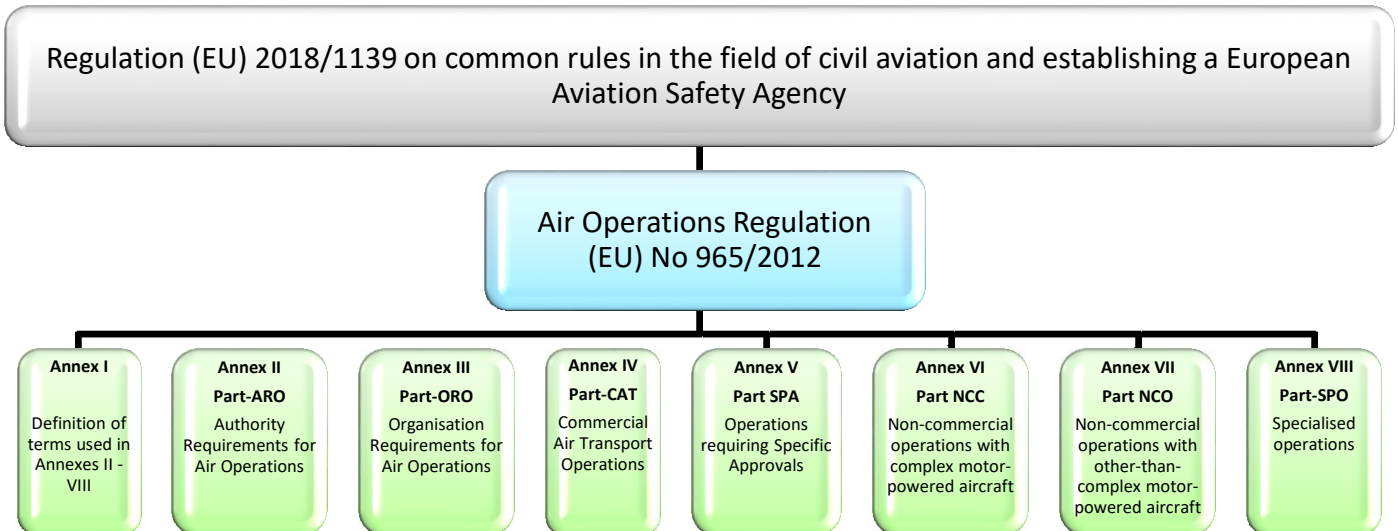 Regulation (EU) 2018/1139 on common rules in the field of civil aviation and establishing a European
Aviation Safety Agency
Air Operations Regulation
(EU) No 965/2012
Annex I
Definition of
terms used in
Annexes II -
VIII
Annex II
Part-ARO
Authority
Requirements for
Air Operations
Annex III
Part-ORO
Organisation
Requirements for
Air Operations
Annex IV
Part-CAT
Commercial
Air Transport
Operations
Annex V
Part SPA
Operations
requiring Specific
Approvals
Annex VI
Part NCC
Non-commercial
operations with
complex motor-
powered aircraft
Annex VII
Part NCO
Non-commercial
operations with
other-than-
complex motor-
powered aircraft
Annex VIII
Part-SPO
Specialised
operations